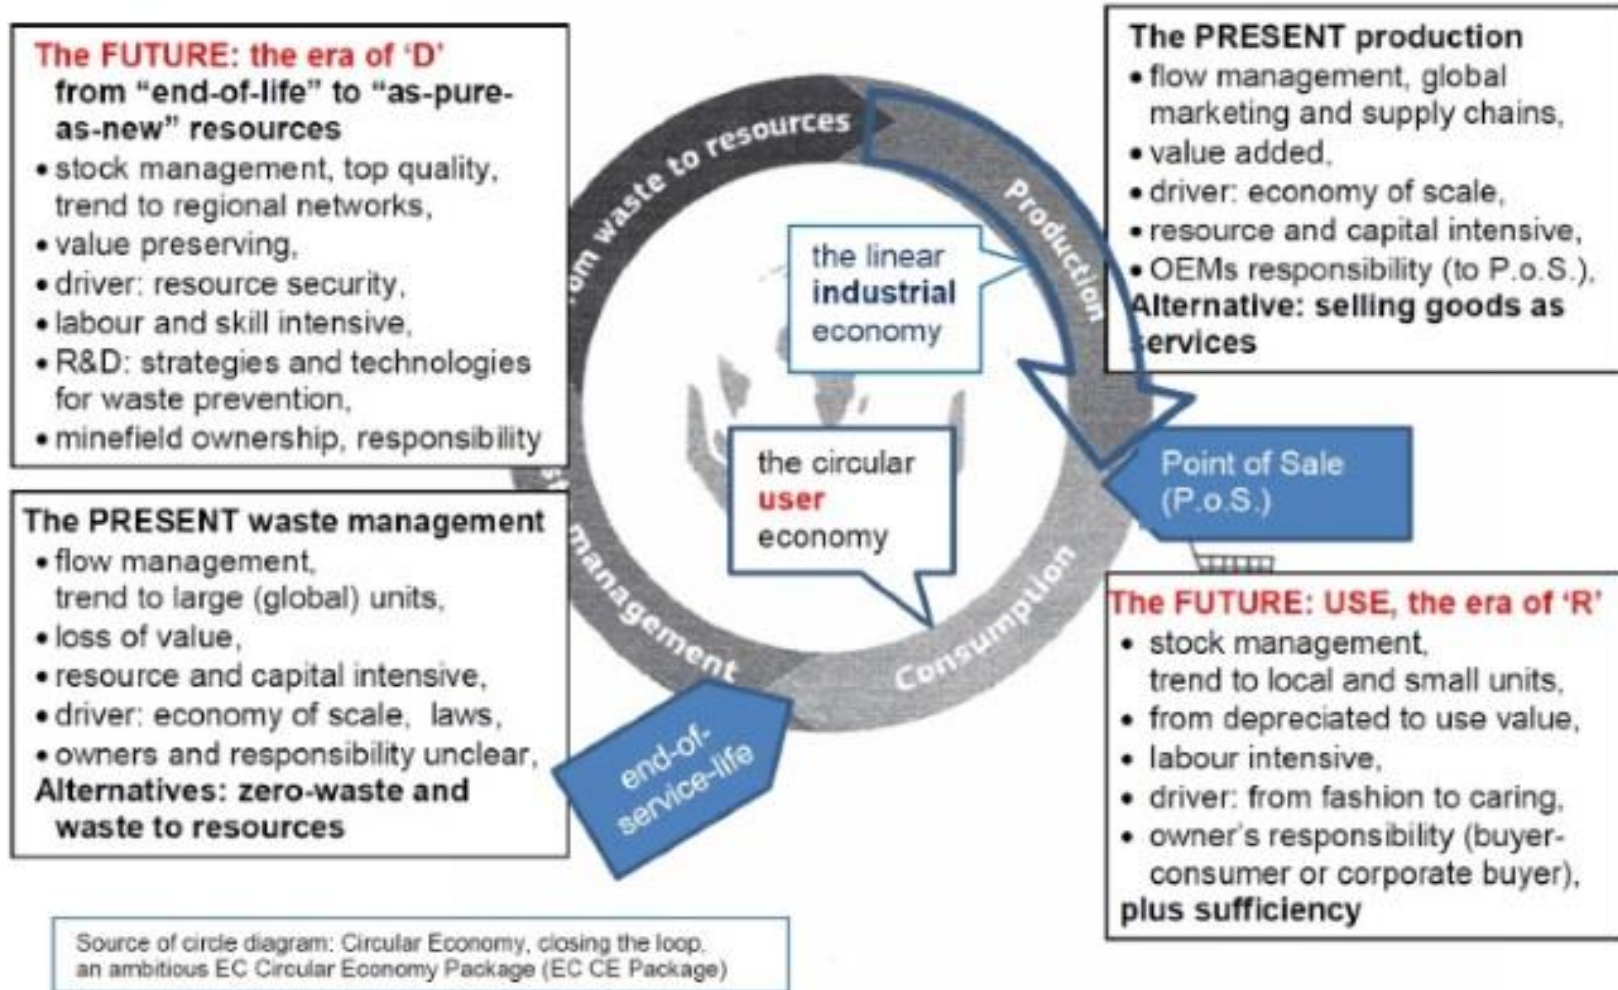 The FUTURE: the era of ‘D’
from “end-of-life” to “as-pure-
as-new” resources
• stock management, top quality,
trend to regional networks,
• value preserving,
• driver: resource security,
• labour and skill intensive,
• R&D: strategies and technologies
for waste prevention,
• minefield ownership, responsibility
The PRESENT waste management
• flow management,
trend to large (global) units,
• loss of value,
• resource and capital intensive,
• driver: economy of scale, laws,
• owners and responsibility unclear,
Alternatives: zero-waste and
waste to resources
waste to resources
Production
Consumption
management
the linear
industrial
economy
the circular
user
economy
end-of-
service-life
Point of Sale
(P.o.S.)
The PRESENT production
• flow management, global
marketing and supply chains,
• value added,
• driver: economy of scale,
• resource and capital intensive,
• OEMs responsibility (to P.o.S.),
Alternative: selling goods as
services
The FUTURE: USE, the era of ‘R’
• stock management,
trend to local and small units,
• from depreciated to use value,
• labour intensive,
• driver: from fashion to caring,
• owner’s responsibility (buyer-
consumer or corporate buyer),
plus sufficiency
Source of circle diagram: Circular Economy, closing the loop,
an ambitious EC Circular Economy Package (EC CE Package)